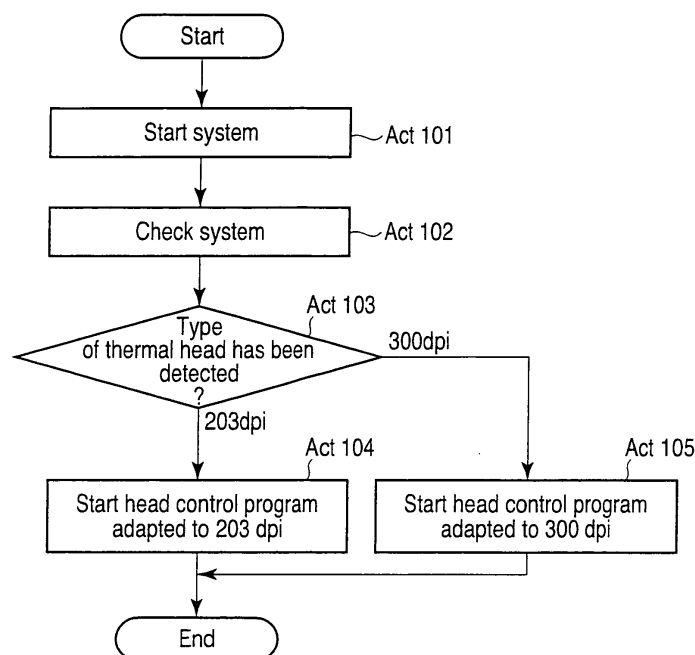 Start
Start system
Act 101
Check system
Act 102
Act 103
Type
of thermal head has been
detected
?
300dpi
203dpi
Act 104
Start head control program
adapted to 203 dpi
Act 105
Start head control program
adapted to 300 dpi
End